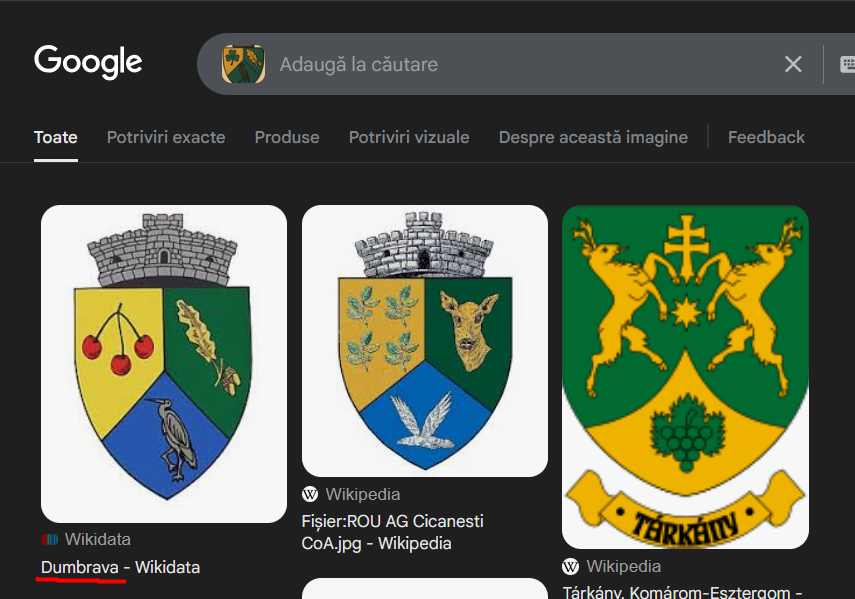 Google
Adaugă la căutare
Toate Potriviri exacte Produse Potriviri vizuale Despre această imagine Feedback
Wikidata
Dumbrava - Wikidata
Wikipedia
Fișier:ROU AG Cicanesti
CoA.jpg - Wikipedia
TÁRKÁNY
Wikipedia
Tárkány, Komárom-Esztergom -